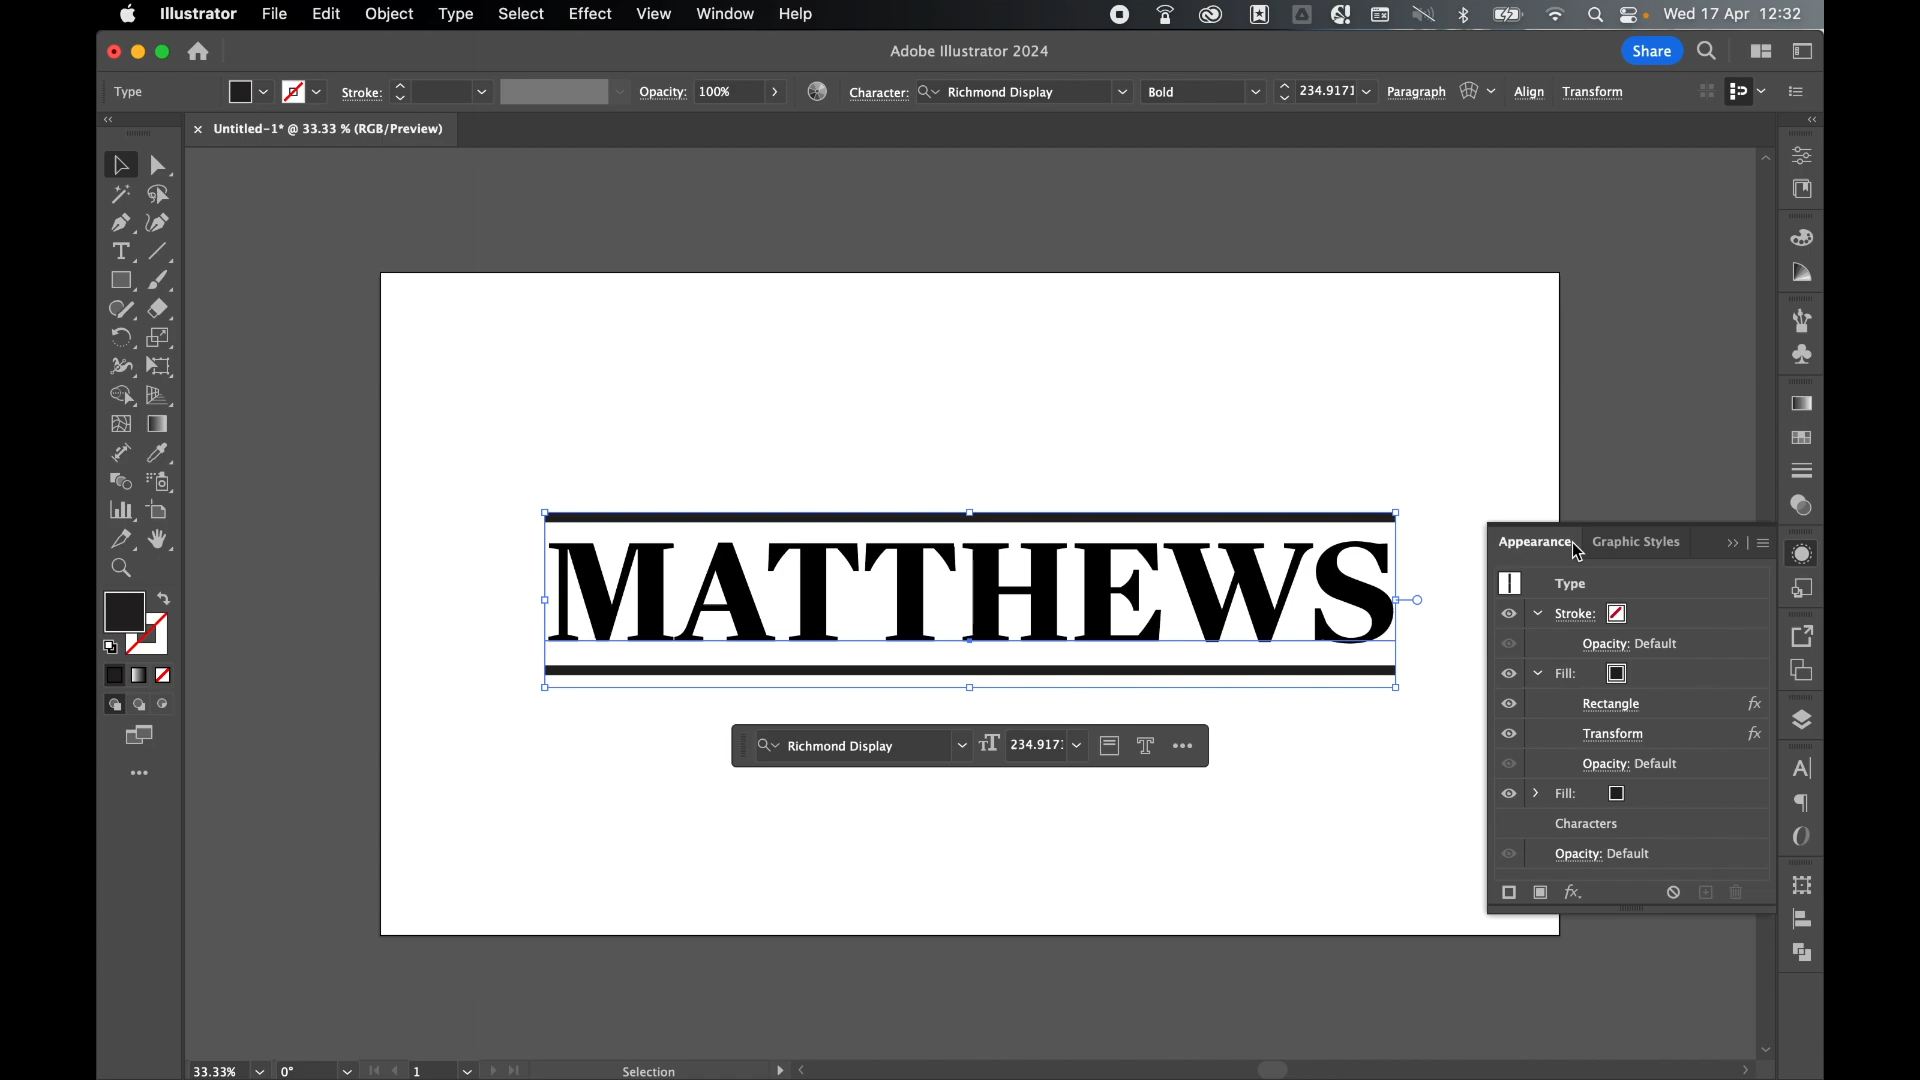 Illustrator File Edit Object Type Select Effect View Window Help Wed 17 Apr 12:32
Adobe Illustrator 2024 Share
Type Stroke: Opacity: 100% Character: Richmond Display Bold 234.9171 Paragraph Align Transform
× Untitled-1* @ 33.33 % (RGB/Preview)
MATTHEWS
Richmond Display 234.917:
Appearance Graphic Styles
Type
Stroke:
Opacity: Default
Fill:
Rectangle fx
Transform fx
Opacity: Default
Fill:
Characters
Opacity: Default
fx.
33.33% 0° 1 Selection